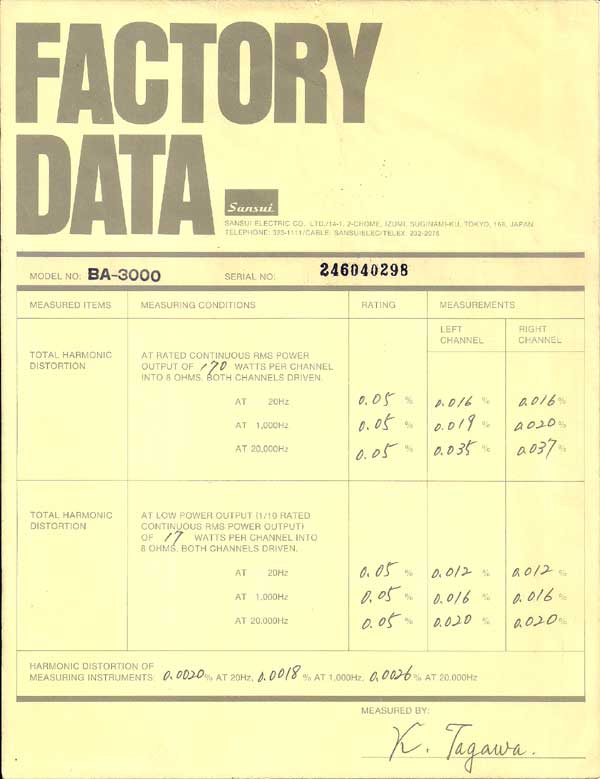 FACTORY
DATA
Sansui
SANSUI ELECTRIC CO. LTD./14-1, 2-CHOME, IZUMI, SUGINAMI-KU, TOKYO, 168, JAPAN
TELEPHONE: 323-1111/CABLE: SANSUIELEC/TELEX: 232-2076
MODEL NO: BA-3000 SERIAL NO: 246040298
MEASURED ITEMS MEASURING CONDITIONS RATING MEASUREMENTS
LEFT CHANNEL RIGHT CHANNEL
TOTAL HARMONIC DISTORTION
AT RATED CONTINUOUS RMS POWER
OUTPUT OF 170 WATTS PER CHANNEL
INTO 8 OHMS. BOTH CHANNELS DRIVEN.
AT 20Hz 0.05 % 0.016 % 0.016 %
AT 1,000Hz 0.05 % 0.019 % 0.020 %
AT 20,000Hz 0.05 % 0.035 % 0.037 %
TOTAL HARMONIC DISTORTION
AT LOW POWER OUTPUT (1/10 RATED
CONTINUOUS RMS POWER OUTPUT)
OF 17 WATTS PER CHANNEL INTO
8 OHMS. BOTH CHANNELS DRIVEN.
AT 20Hz 0.05 % 0.012 % 0.012 %
AT 1.000Hz 0.05 % 0.016 % 0.016 %
AT 20.000Hz 0.05 % 0.020 % 0.020 %
HARMONIC DISTORTION OF
MEASURING INSTRUMENTS: 0.0020 % AT 20Hz, 0.0018 % AT 1,000Hz, 0.0026 % AT 20.000Hz
MEASURED BY:
K. Tagawa.